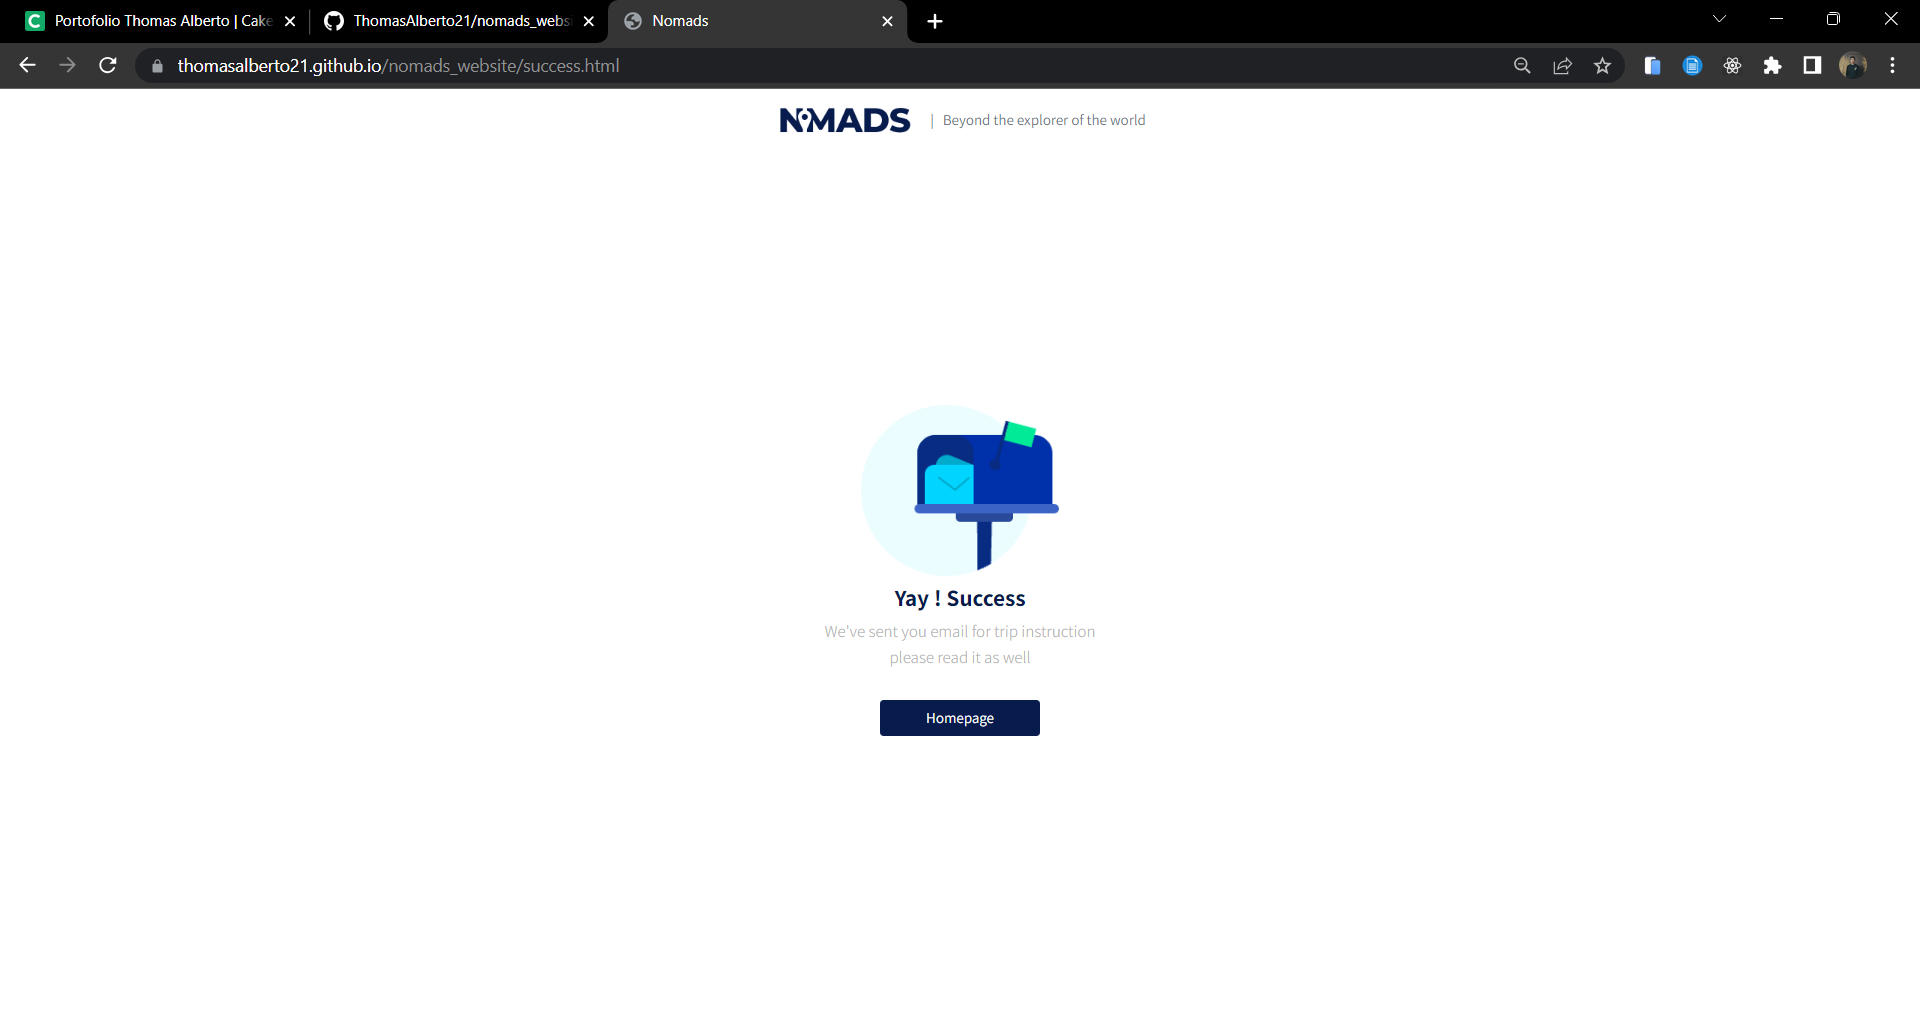 Portofolio Thomas Alberto | Cake
ThomasAlberto21/nomads_websi
Nomads
thomasalberto21.github.io/nomads_website/success.html
NOMADS | Beyond the explorer of the world
Yay ! Success
We've sent you email for trip instruction
please read it as well
Homepage